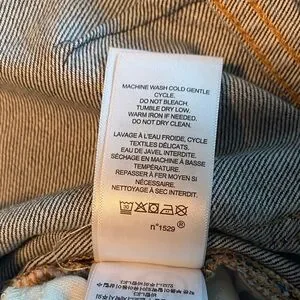 MACHINE WASH COLD GENTLE
CYCLE.
DO NOT BLEACH.
TUMBLE DRY LOW.
WARM IRON IF NEEDED.
DO NOT DRY CLEAN.
LAVAGE À L'EAU FROIDE, CYCLE
TEXTILES DÉLICATS.
EAU DE JAVEL INTERDITE.
SÉCHAGE EN MACHINE À BASSE
TEMPÉRATURE.
REPASSER À FER MOYEN SI
NÉCESSAIRE.
NETTOYAGE À SEC INTERDIT.
n°1529 ®